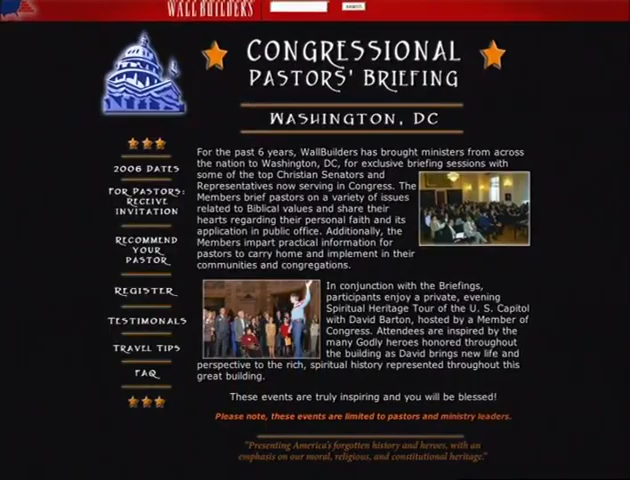 WALLBUILDERS
SEARCH
CONGRESSIONAL
PASTORS' BRIEFING
WASHINGTON, DC
2006 DATES
FOR PASTORS:
RECEIVE
INVITATION
RECOMMEND
YOUR
PASTOR
REGISTER
TESTIMONIALS
TRAVEL TIPS
FAQ
For the past 6 years, WallBuilders has brought ministers from across
the nation to Washington, DC, for exclusive briefing sessions with
some of the top Christian Senators and
Representatives now serving in Congress. The
Members brief pastors on a variety of issues
related to Biblical values and share their
hearts regarding their personal faith and its
application in public office. Additionally, the
Members impart practical information for
pastors to carry home and implement in their
communities and congregations.
In conjunction with the Briefings,
participants enjoy a private, evening
Spiritual Heritage Tour of the U. S. Capitol
with David Barton, hosted by a Member of
Congress. Attendees are inspired by the
many Godly heroes honored throughout
the building as David brings new life and
perspective to the rich, spiritual history represented throughout this
great building.
These events are truly inspiring and you will be blessed!
Please note, these events are limited to pastors and ministry leaders.
"Presenting America's forgotten history and heroes, with an
emphasis on our moral, religious, and constitutional heritage."